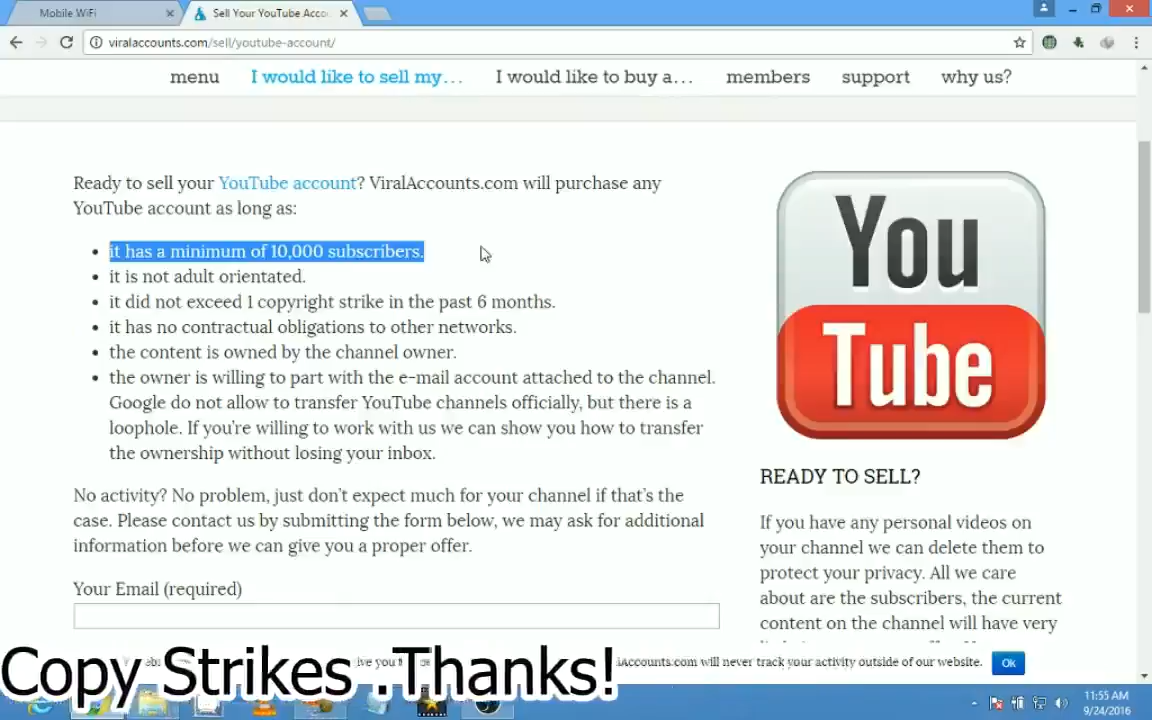 Mobile WiFi
Sell Your YouTube Acco
viralaccounts.com/sell/youtube-account/
menu I would like to sell my... I would like to buy a... members support why us?
Ready to sell your YouTube account? ViralAccounts.com will purchase any
YouTube account as long as:
it has a minimum of 10,000 subscribers.
it is not adult orientated.
it did not exceed 1 copyright strike in the past 6 months.
it has no contractual obligations to other networks.
the content is owned by the channel owner.
the owner is willing to part with the e-mail account attached to the channel.
Google do not allow to transfer YouTube channels officially, but there is a
loophole. If you're willing to work with us we can show you how to transfer
the ownership without losing your inbox.
No activity? No problem, just don't expect much for your channel if that's the
case. Please contact us by submitting the form below, we may ask for additional
information before we can give you a proper offer.
Your Email (required)
You
Tube
READY TO SELL?
If you have any personal videos on
your channel we can delete them to
protect your privacy. All we care
about are the subscribers, the current
content on the channel will have very
will never track your activity outside of our website. Ok
Copy Strikes .Thanks!
11:55 AM
9/24/2016